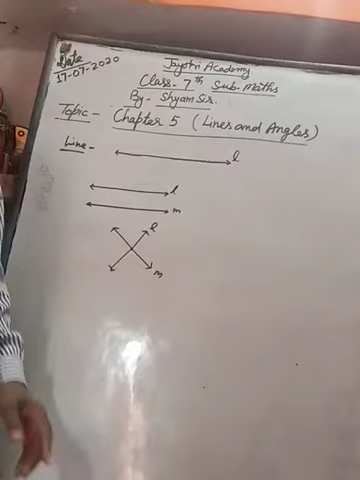 Date
17-07-2020
Jayotri Academy
Class- 7th Sub- Maths
By- Shyam Sir.
Topic - Chapter 5 (Lines and Angles)
Line - l
l
m
l
m